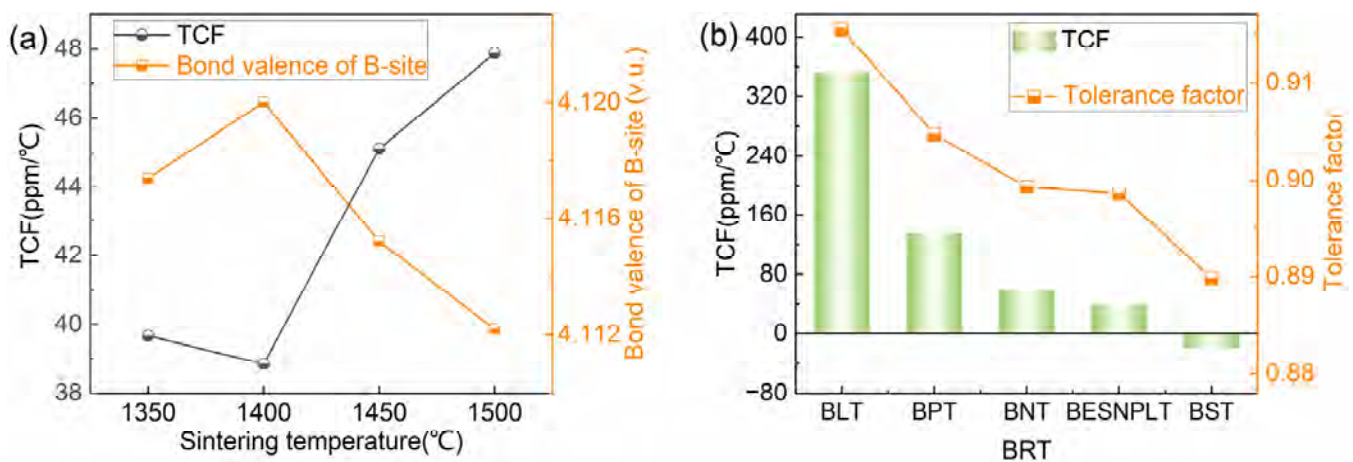 (a)
TCF
Bond valence of B-site
TCF(ppm/℃)
48
46
44
42
40
38
1350 1400 1450 1500
Sintering temperature(℃)
4.120
4.116
4.112
Bond valence of B-site (v.u.)
(b)
TCF
Tolerance factor
TCF(ppm/℃)
400
320
240
160
80
0
−80
BLT BPT BNT BESNPLT BST
BRT
0.91
0.90
0.89
0.88
Tolerance factor